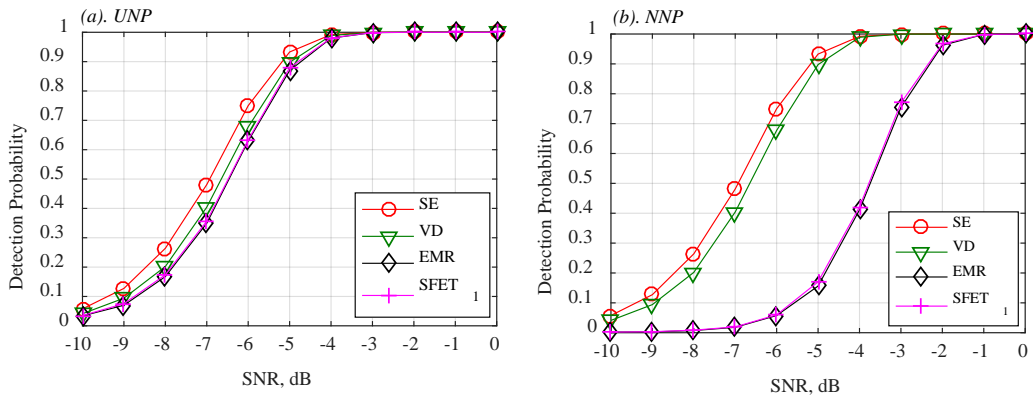 (a). UNP
1
0.9
0.8
0.7
0.6
0.5
0.4
0.3
0.2
0.1
0
Detection Probability
-10 -9 -8 -7 -6 -5 -4 -3 -2 -1 0
SNR, dB
SE
VD
EMR
SFET
1
(b). NNP
1
0.9
0.8
0.7
0.6
0.5
0.4
0.3
0.2
0.1
0
Detection Probability
-10 -9 -8 -7 -6 -5 -4 -3 -2 -1 0
SNR, dB
SE
VD
EMR
SFET
1